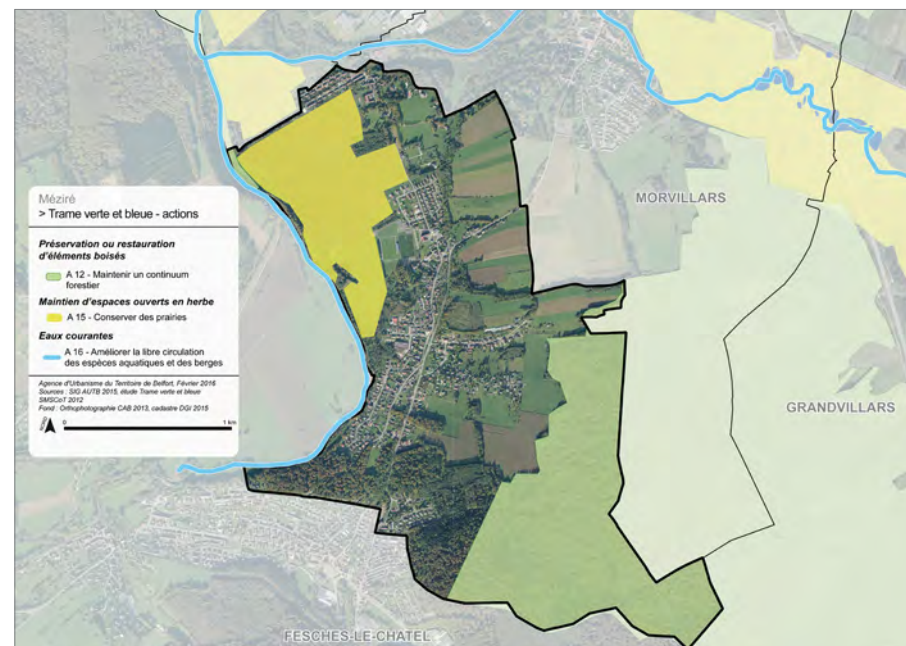 Méziré
> Trame verte et bleue - actions
Préservation ou restauration
d'éléments boisés
A 12 - Maintenir un continuum
forestier
Maintien d'espaces ouverts en herbe
A 15 - Conserver des prairies
Eaux courantes
A 16 - Améliorer la libre circulation
des espèces aquatiques et des berges
Agence d'Urbanisme du Territoire de Belfort, Février 2016
Sources : SIG AUTB 2015, étude Trame verte et bleue
SMSCoT 2012
Fond : Orthophotographie CAB 2013, cadastre DGI 2015
0 1 km
MORVILLARS
GRANDVILLARS
FESCHES-LE-CHATEL